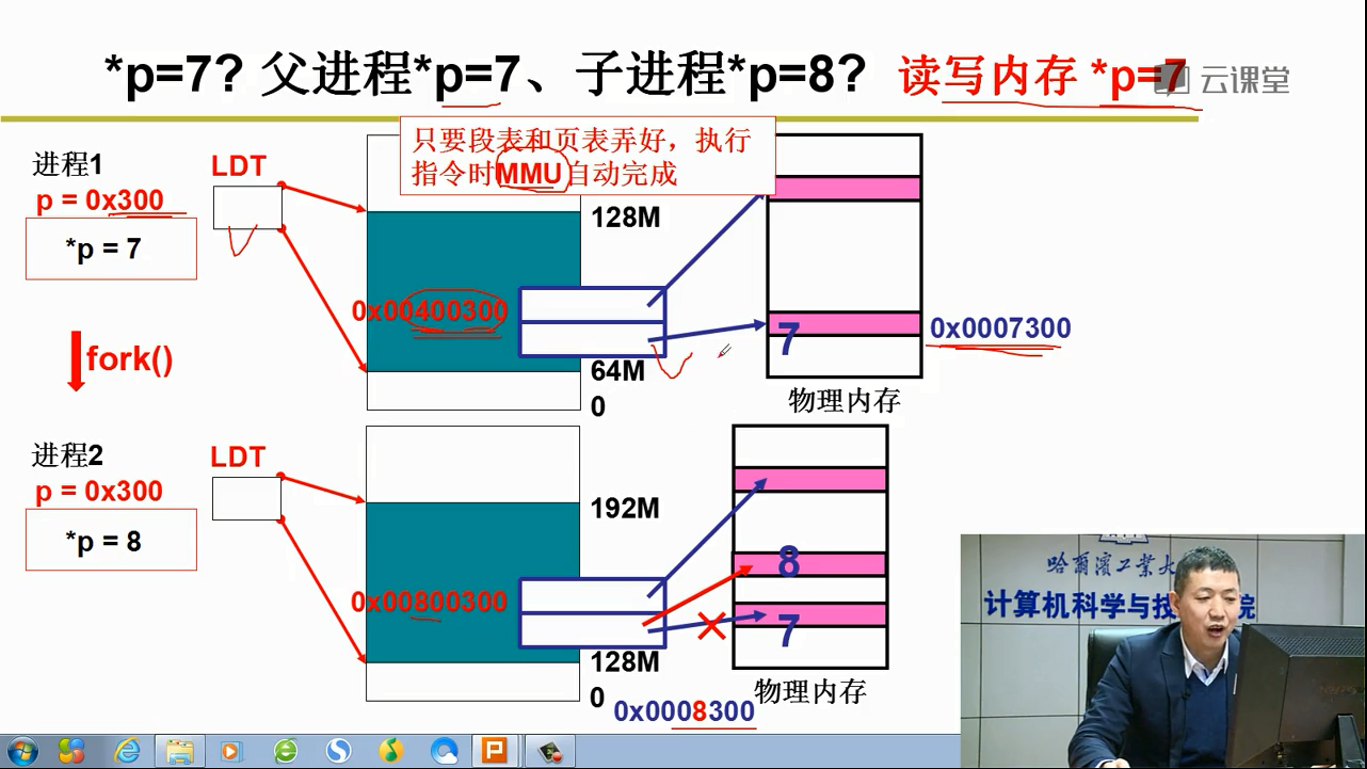 *p=7? 父进程*p=7、子进程*p=8? 读写内存 *p=7
云课堂
只要段表和页表弄好，执行
指令时MMU自动完成
进程1
LDT
p = 0x300
*p = 7
128M
0x00400300
64M
0
7
0x0007300
物理内存
fork()
进程2
LDT
p = 0x300
*p = 8
192M
0x00800300
128M
0
8
7
物理内存
0x0008300
哈尔滨工业大
计算机科学与技
院